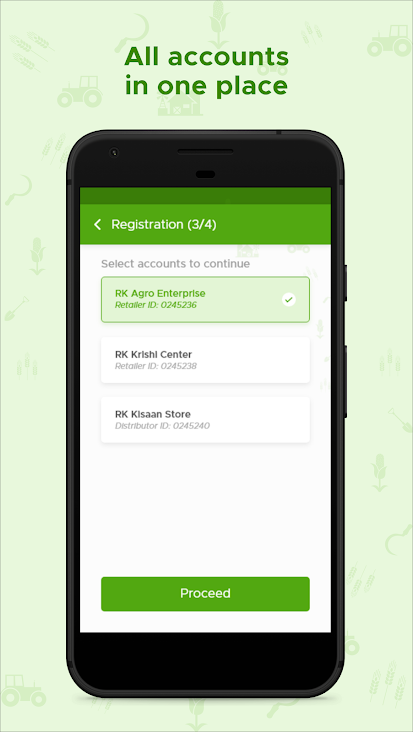 All accounts
in one place
Registration (3/4)
Select accounts to continue
RK Agro Enterprise
Retailer ID: 0245236
RK Krishi Center
Retailer ID: 0245238
RK Kisaan Store
Distributor ID: 0245240
Proceed